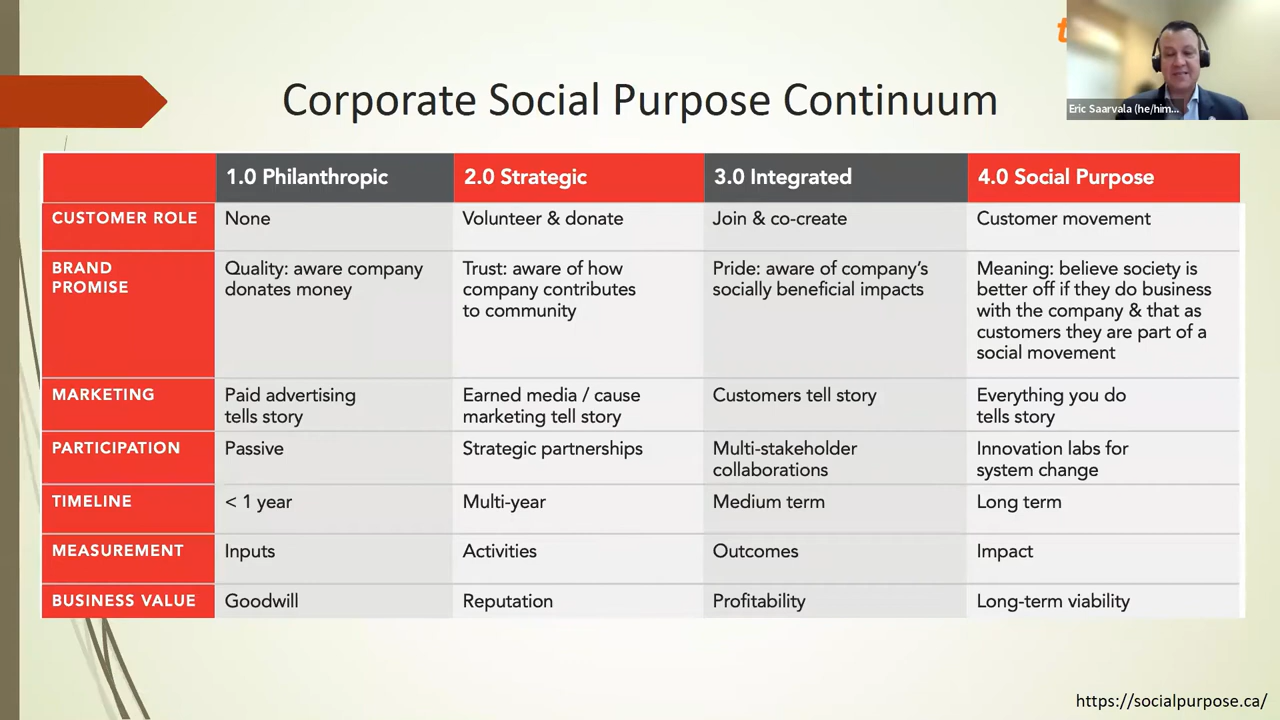 t
Eric Saarvala (he/him...
Corporate Social Purpose Continuum
1.0 Philanthropic
2.0 Strategic
3.0 Integrated
4.0 Social Purpose
CUSTOMER ROLE
None
Volunteer & donate
Join & co-create
Customer movement
BRAND
PROMISE
Quality: aware company
donates money
Trust: aware of how
company contributes
to community
Pride: aware of company's
socially beneficial impacts
Meaning: believe society is
better off if they do business
with the company & that as
customers they are part of a
social movement
MARKETING
Paid advertising
tells story
Earned media / cause
marketing tell story
Customers tell story
Everything you do
tells story
PARTICIPATION
Passive
Strategic partnerships
Multi-stakeholder
collaborations
Innovation labs for
system change
TIMELINE
< 1 year
Multi-year
Medium term
Long term
MEASUREMENT
Inputs
Activities
Outcomes
Impact
BUSINESS VALUE
Goodwill
Reputation
Profitability
Long-term viability
https://socialpurpose.ca/